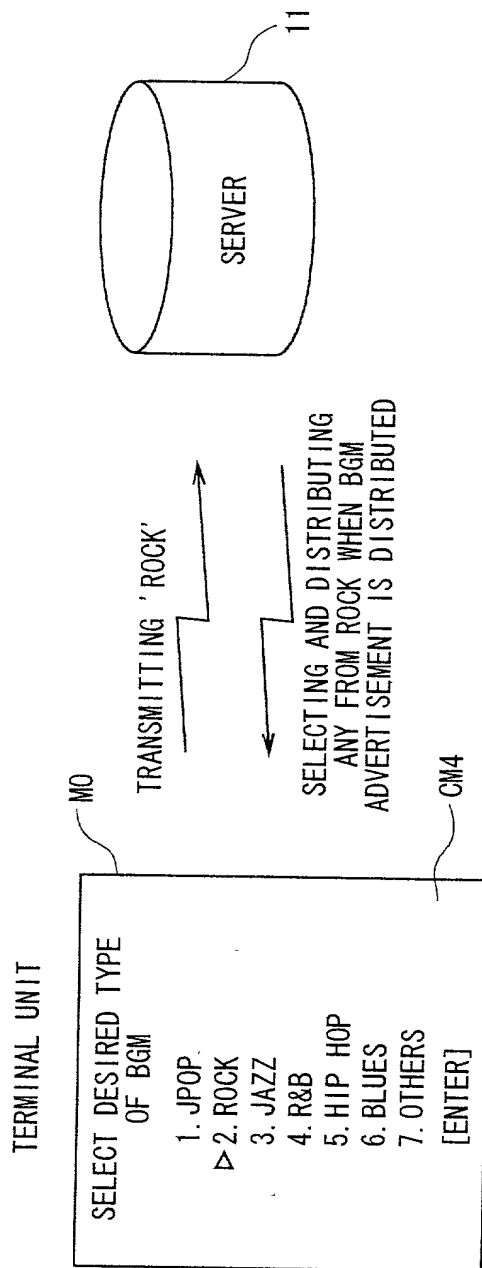 TERMINAL UNIT
M0
SELECT DESIRED TYPE
OF BGM
1. JPOP
▷2. ROCK
3. JAZZ
4. R&B
5. HIP HOP
6. BLUES
7. OTHERS
[ENTER]
CM4
TRANSMITTING 'ROCK'
SELECTING AND DISTRIBUTING
ANY FROM ROCK WHEN BGM
ADVERTISEMENT IS DISTRIBUTED
SERVER
11